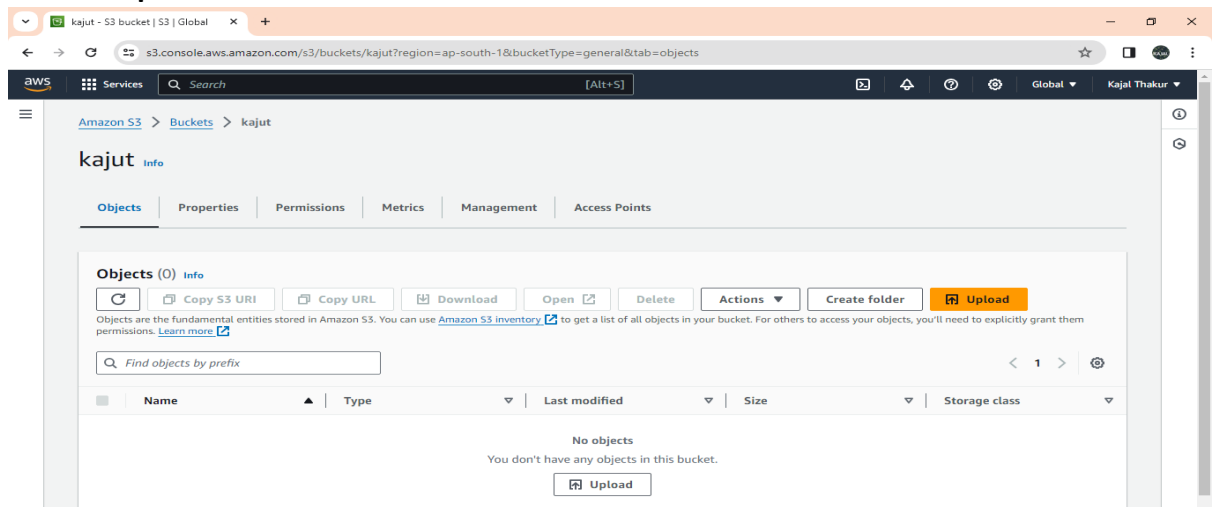 kajut - S3 bucket | S3 | Global
s3.console.aws.amazon.com/s3/buckets/kajut?region=ap-south-1&bucketType=general&tab=objects
aws Services Search [Alt+S] Global Kajal Thakur
Amazon S3 > Buckets > kajut
kajut Info
Objects Properties Permissions Metrics Management Access Points
Objects (0) Info
Copy S3 URI Copy URL Download Open Delete Actions Create folder Upload
Objects are the fundamental entities stored in Amazon S3. You can use Amazon S3 inventory to get a list of all objects in your bucket. For others to access your objects, you'll need to explicitly grant them
permissions. Learn more
Find objects by prefix < 1 >
Name Type Last modified Size Storage class
No objects
You don't have any objects in this bucket.
Upload